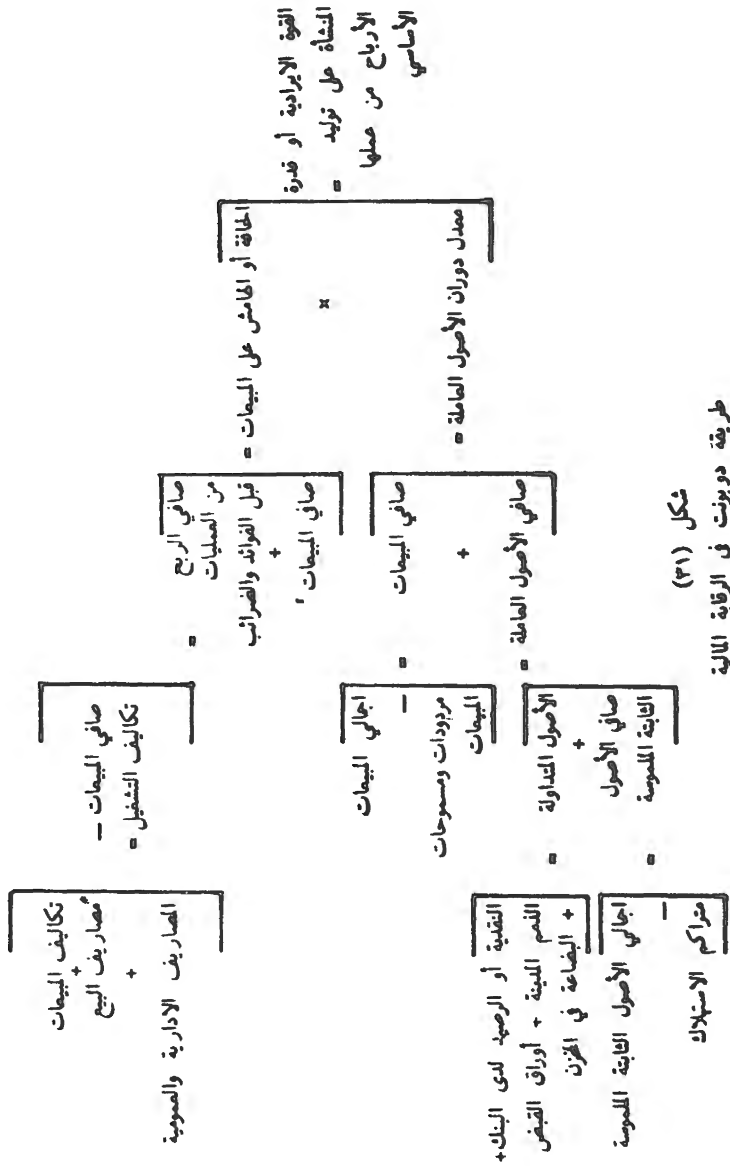 تكاليف المبيعات
+
مصاريف البيع
+
المصاريف الادارية والعمومية
صافي المبيعات –
تكاليف التشغيل =
=
صافي الربح
من العمليات
قبل الفوائد والضرائب
+
صافي المبيعات
= الحافة أو الهامش على المبيعات
×
معدل دوران الأصول العاملة =
=
القوة الايرادية أو قدرة
المنشأة على توليد
الأرباح من عملها
الأساسي
اجمالي المبيعات
–
مردودات ومسموحات
المبيعات
=
صافي المبيعات
+
صافي الأصول العاملة
النقدية أو الرصيد لدى البنك+
الذمم المدينة + أوراق القبض
+ البضاعة في المخزن
=
الأصول المتداولة
+
صافي الأصول
الثابتة الملموسة
=
اجمالي الأصول الثابتة الملموسة
–
متراكم الاستهلاك
=
شكل (٣١)
طريقة دوبونت في الرقابة المالية